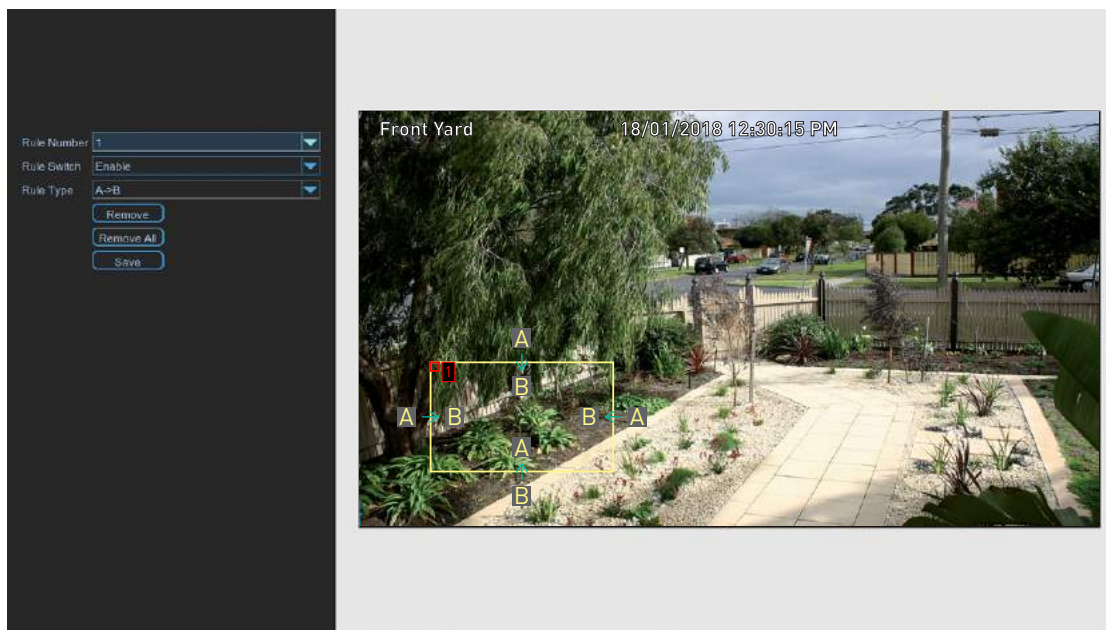 Rule Number 1
Rule Switch Enable
Rule Type A->B
Remove
Remove All
Save
Front Yard 18/01/2018 12:30:15 PM
A
1
B
A B B A
A
B